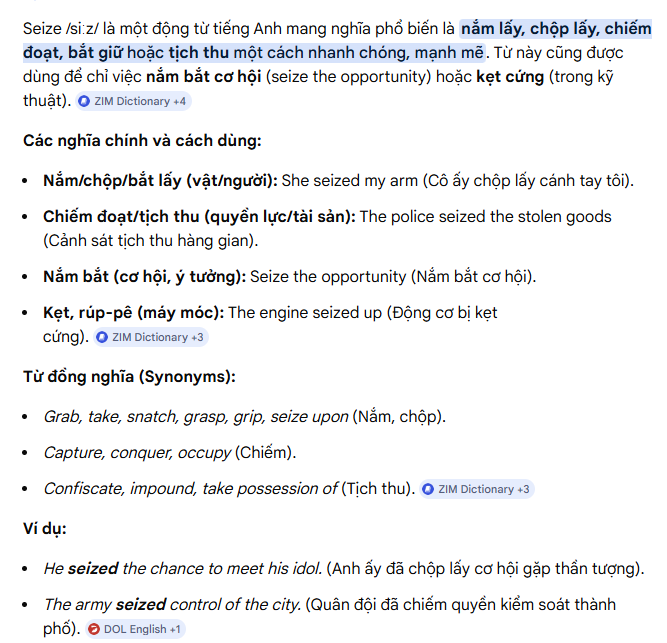 Seize /siːz/ là một động từ tiếng Anh mang nghĩa phổ biến là nắm lấy, chộp lấy, chiếm
đoạt, bắt giữ hoặc tịch thu một cách nhanh chóng, mạnh mẽ. Từ này cũng được
dùng để chỉ việc nắm bắt cơ hội (seize the opportunity) hoặc kẹt cứng (trong kỹ
thuật). ZIM Dictionary +4
Các nghĩa chính và cách dùng:
• Nắm/chộp/bắt lấy (vật/người): She seized my arm (Cô ấy chộp lấy cánh tay tôi).
• Chiếm đoạt/tịch thu (quyền lực/tài sản): The police seized the stolen goods
(Cảnh sát tịch thu hàng gian).
• Nắm bắt (cơ hội, ý tưởng): Seize the opportunity (Nắm bắt cơ hội).
• Kẹt, rúp-pê (máy móc): The engine seized up (Động cơ bị kẹt
cứng). ZIM Dictionary +3
Từ đồng nghĩa (Synonyms):
• Grab, take, snatch, grasp, grip, seize upon (Nắm, chộp).
• Capture, conquer, occupy (Chiếm).
• Confiscate, impound, take possession of (Tịch thu). ZIM Dictionary +3
Ví dụ:
• He seized the chance to meet his idol. (Anh ấy đã chộp lấy cơ hội gặp thần tượng).
• The army seized control of the city. (Quân đội đã chiếm quyền kiểm soát thành
phố). DOL English +1